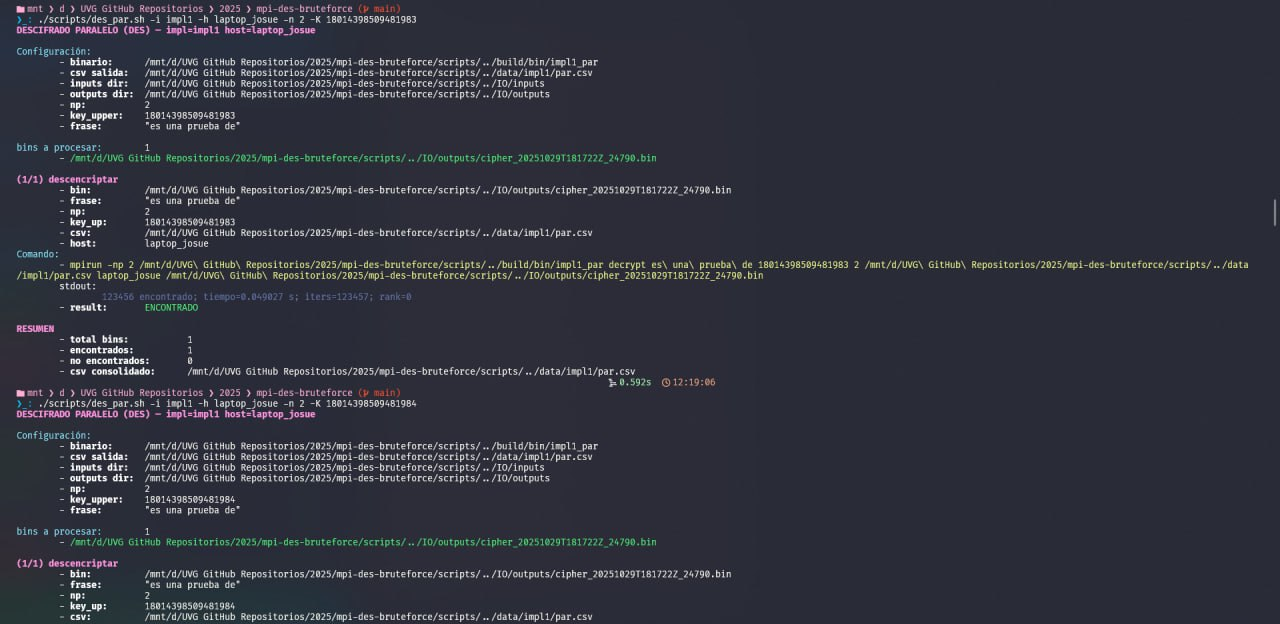 mnt ❯ d ❯ UVG GitHub Repositorios ❯ 2025 ❯ mpi-des-bruteforce ( main)
❯_: ./scripts/des_par.sh -i impl1 -h laptop_josue -n 2 -K 18014398509481983
DESCIFRADO PARALELO (DES) — impl=impl1 host=laptop_josue
Configuración:
- binario: /mnt/d/UVG GitHub Repositorios/2025/mpi-des-bruteforce/scripts/../build/bin/impl1_par
- csv salida: /mnt/d/UVG GitHub Repositorios/2025/mpi-des-bruteforce/scripts/../data/impl1/par.csv
- inputs dir: /mnt/d/UVG GitHub Repositorios/2025/mpi-des-bruteforce/scripts/../IO/inputs
- outputs dir: /mnt/d/UVG GitHub Repositorios/2025/mpi-des-bruteforce/scripts/../IO/outputs
- np: 2
- key_upper: 18014398509481983
- frase: "es una prueba de"
bins a procesar: 1
- /mnt/d/UVG GitHub Repositorios/2025/mpi-des-bruteforce/scripts/../IO/outputs/cipher_20251029T181722Z_24790.bin
(1/1) descencriptar
- bin: /mnt/d/UVG GitHub Repositorios/2025/mpi-des-bruteforce/scripts/../IO/outputs/cipher_20251029T181722Z_24790.bin
- frase: "es una prueba de"
- np: 2
- key_up: 18014398509481983
- csv: /mnt/d/UVG GitHub Repositorios/2025/mpi-des-bruteforce/scripts/../data/impl1/par.csv
- host: laptop_josue
Comando:
- mpirun -np 2 /mnt/d/UVG\ GitHub\ Repositorios/2025/mpi-des-bruteforce/scripts/../build/bin/impl1_par decrypt es\ una\ prueba\ de 18014398509481983 2 /mnt/d/UVG\ GitHub\ Repositorios/2025/mpi-des-bruteforce/scripts/../data
/impl1/par.csv laptop_josue /mnt/d/UVG\ GitHub\ Repositorios/2025/mpi-des-bruteforce/scripts/../IO/outputs/cipher_20251029T181722Z_24790.bin
stdout:
123456 encontrado; tiempo=0.049027 s; iters=123457; rank=0
- result: ENCONTRADO
RESUMEN
- total bins: 1
- encontrados: 1
- no encontrados: 0
- csv consolidado: /mnt/d/UVG GitHub Repositorios/2025/mpi-des-bruteforce/scripts/../data/impl1/par.csv
0.592s 12:19:06
mnt ❯ d ❯ UVG GitHub Repositorios ❯ 2025 ❯ mpi-des-bruteforce ( main)
❯_: ./scripts/des_par.sh -i impl1 -h laptop_josue -n 2 -K 18014398509481984
DESCIFRADO PARALELO (DES) — impl=impl1 host=laptop_josue
Configuración:
- binario: /mnt/d/UVG GitHub Repositorios/2025/mpi-des-bruteforce/scripts/../build/bin/impl1_par
- csv salida: /mnt/d/UVG GitHub Repositorios/2025/mpi-des-bruteforce/scripts/../data/impl1/par.csv
- inputs dir: /mnt/d/UVG GitHub Repositorios/2025/mpi-des-bruteforce/scripts/../IO/inputs
- outputs dir: /mnt/d/UVG GitHub Repositorios/2025/mpi-des-bruteforce/scripts/../IO/outputs
- np: 2
- key_upper: 18014398509481984
- frase: "es una prueba de"
bins a procesar: 1
- /mnt/d/UVG GitHub Repositorios/2025/mpi-des-bruteforce/scripts/../IO/outputs/cipher_20251029T181722Z_24790.bin
(1/1) descencriptar
- bin: /mnt/d/UVG GitHub Repositorios/2025/mpi-des-bruteforce/scripts/../IO/outputs/cipher_20251029T181722Z_24790.bin
- frase: "es una prueba de"
- np: 2
- key_up: 18014398509481984
- csv: /mnt/d/UVG GitHub Repositorios/2025/mpi-des-bruteforce/scripts/../data/impl1/par.csv